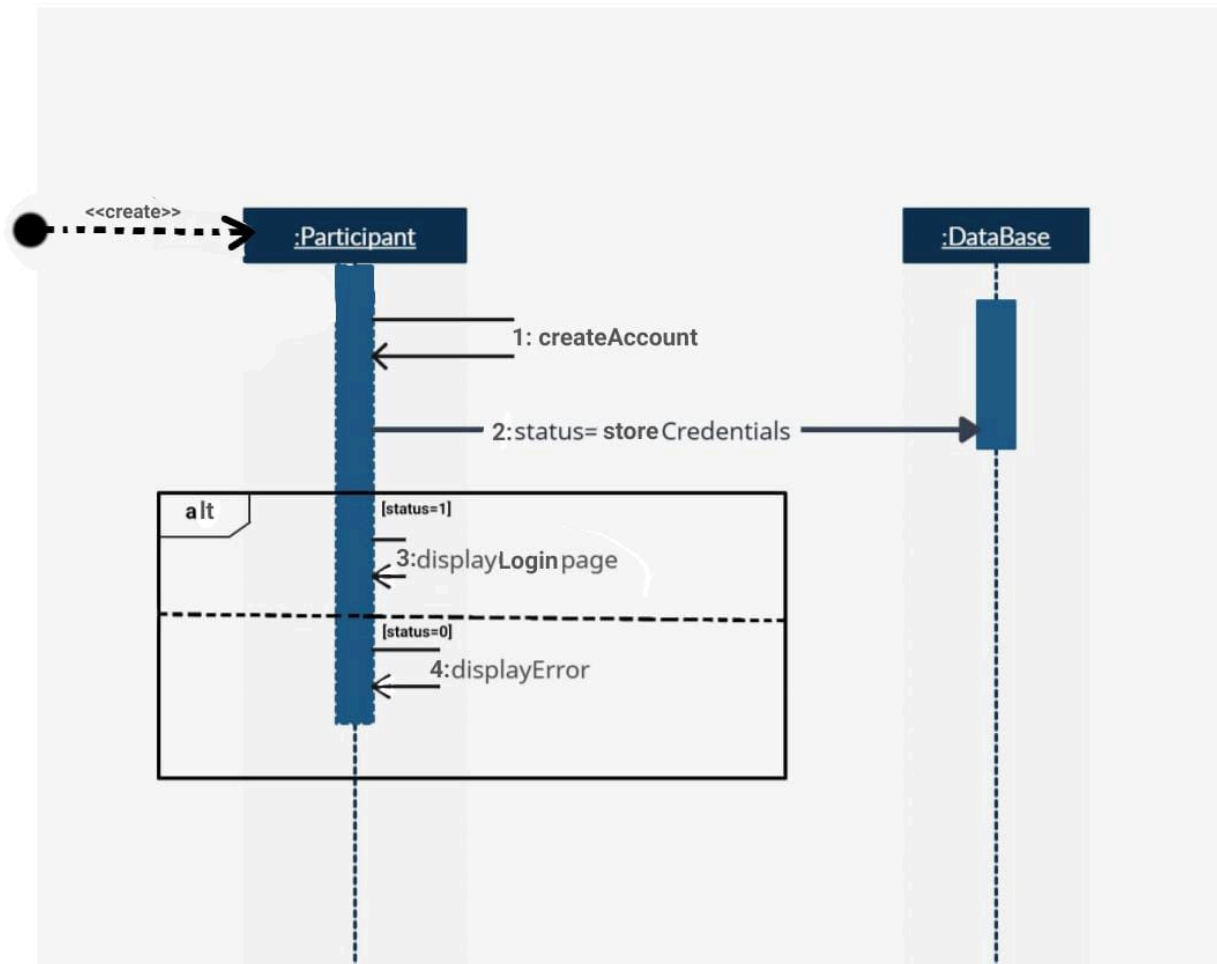 <<create>>
:Participant
:DataBase
1: createAccount
2:status= storeCredentials
alt
[status=1]
3:displayLoginpage
[status=0]
4:displayError